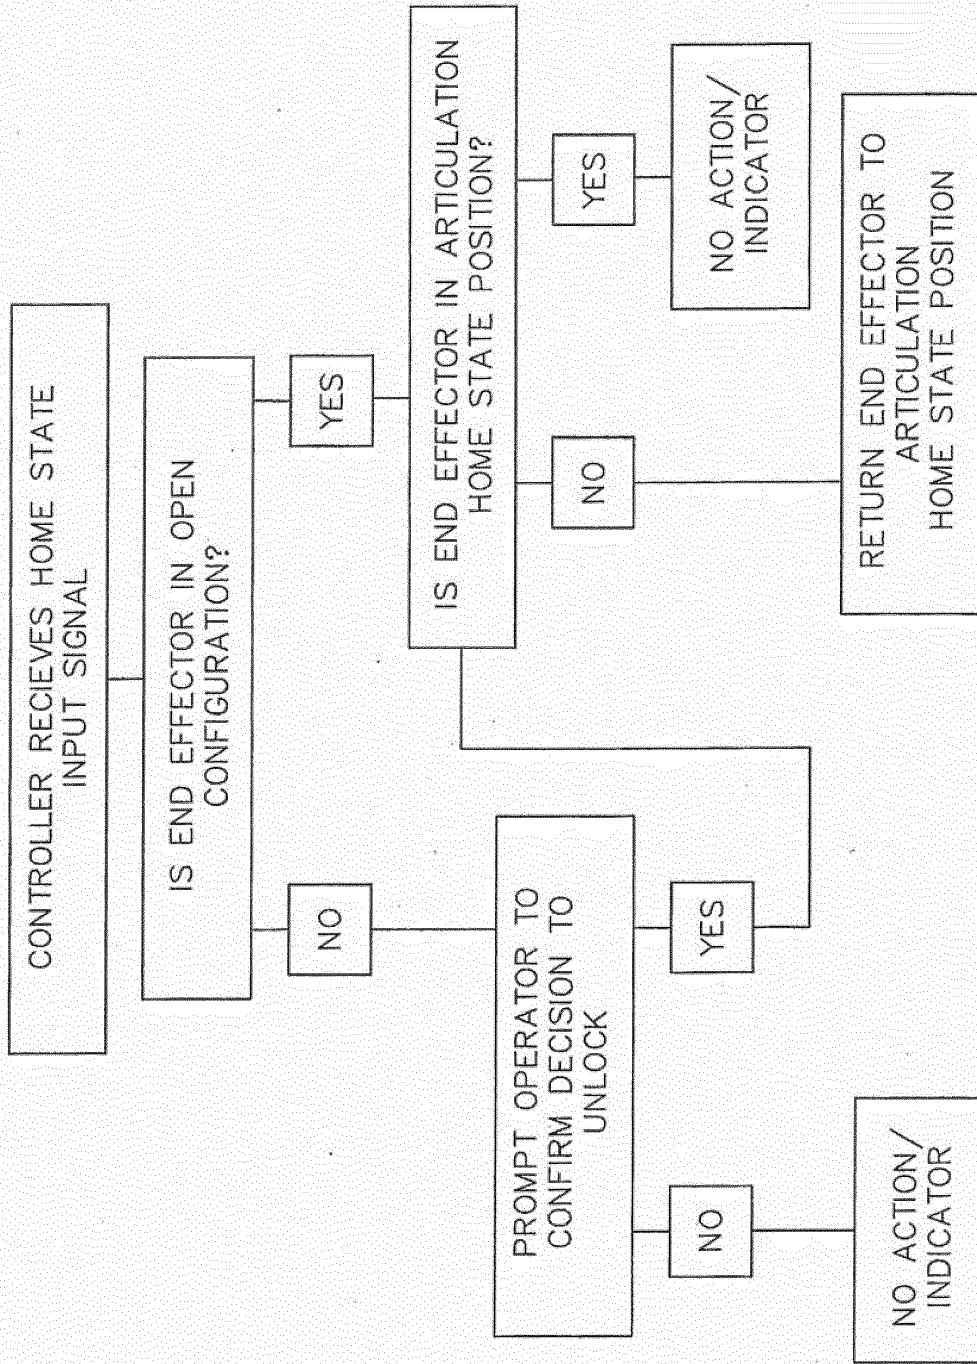 CONTROLLER RECIEVES HOME STATE
INPUT SIGNAL
IS END EFFECTOR IN OPEN
CONFIGURATION?
NO
YES
PROMPT OPERATOR TO
CONFIRM DECISION TO
UNLOCK
IS END EFFECTOR IN ARTICULATION
HOME STATE POSITION?
NO
YES
NO
YES
NO ACTION/
INDICATOR
RETURN END EFFECTOR TO
ARTICULATION
HOME STATE POSITION
NO ACTION/
INDICATOR